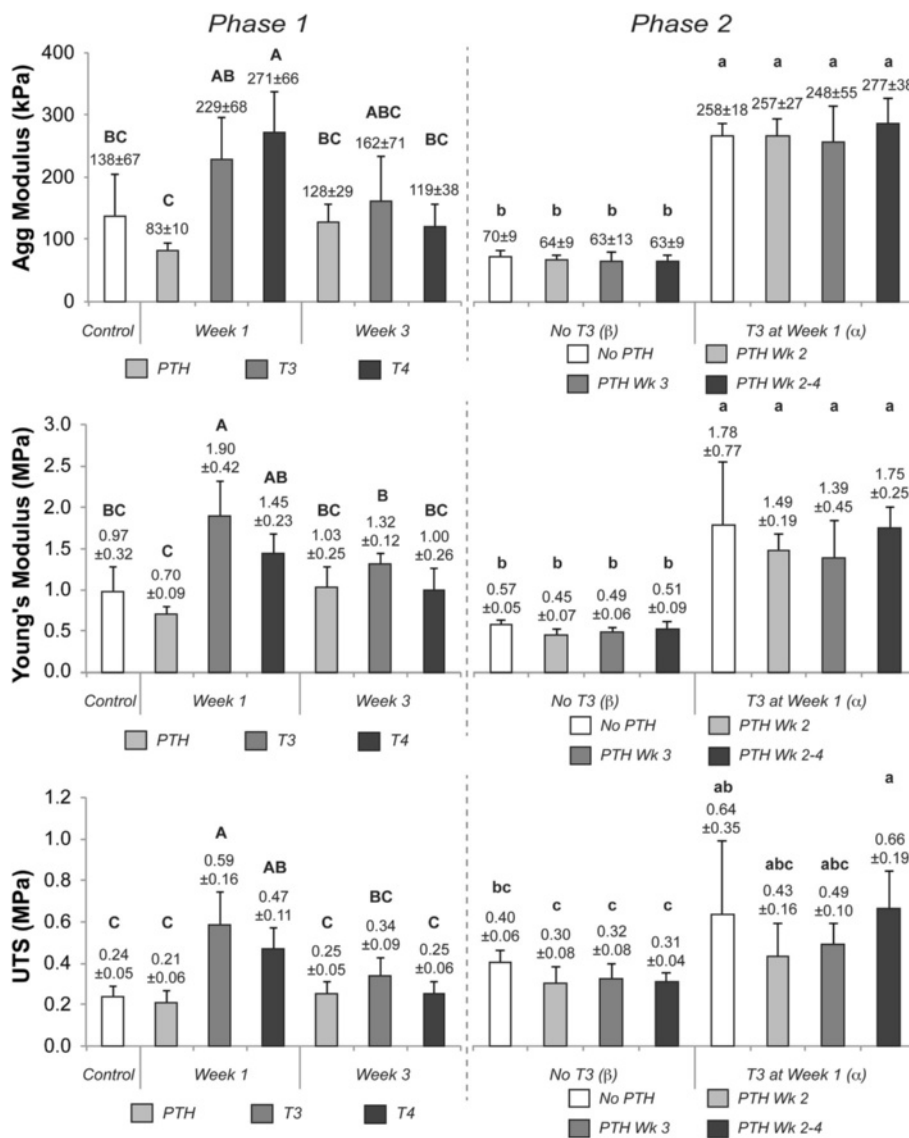 Phase 1
Phase 2
Agg Modulus (kPa)
400
300
200
100
0
BC
138±67
C
83±10
AB
229±68
A
271±66
BC
128±29
ABC
162±71
BC
119±38
b
70±9
b
64±9
b
63±13
b
63±9
a
258±18
a
257±27
a
248±55
a
277±38
Control
Week 1
Week 3
No T3 (β)
T3 at Week 1 (α)
PTH
T3
T4
No PTH
PTH Wk 2
PTH Wk 3
PTH Wk 2-4
Young's Modulus (MPa)
3.0
2.5
2.0
1.5
1.0
0.5
0.0
BC
0.97
±0.32
C
0.70
±0.09
A
1.90
±0.42
AB
1.45
±0.23
BC
1.03
±0.25
B
1.32
±0.12
BC
1.00
±0.26
b
0.57
±0.05
b
0.45
±0.07
b
0.49
±0.06
b
0.51
±0.09
a
1.78
±0.77
a
1.49
±0.19
a
1.39
±0.45
a
1.75
±0.25
Control
Week 1
Week 3
No T3 (β)
T3 at Week 1 (α)
PTH
T3
T4
No PTH
PTH Wk 2
PTH Wk 3
PTH Wk 2-4
UTS (MPa)
1.2
1.0
0.8
0.6
0.4
0.2
0.0
C
0.24
±0.05
C
0.21
±0.06
A
0.59
±0.16
AB
0.47
±0.11
C
0.25
±0.05
BC
0.34
±0.09
C
0.25
±0.06
bc
0.40
±0.06
c
0.30
±0.08
c
0.32
±0.08
c
0.31
±0.04
ab
0.64
±0.35
abc
0.43
±0.16
abc
0.49
±0.10
a
0.66
±0.19
Control
Week 1
Week 3
No T3 (β)
T3 at Week 1 (α)
PTH
T3
T4
No PTH
PTH Wk 2
PTH Wk 3
PTH Wk 2-4